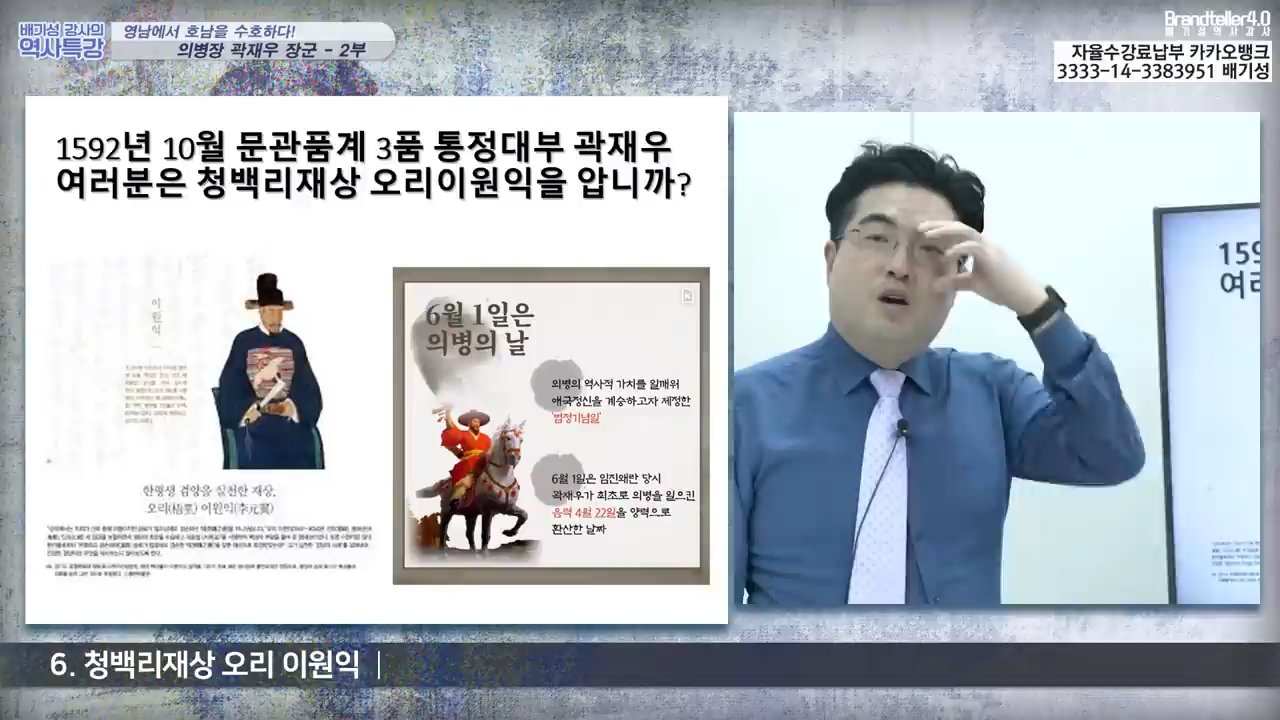 배기성 강사의
역사특강
영남에서 호남을 수호하다!
의병장 곽재우 장군 - 2부
Brandteller4.0
배기성역사강사
자율수강료납부 카카오뱅크
3333-14-3383951 배기성
1592년 10월 문관품계 3품 통정대부 곽재우
여러분은 청백리재상 오리이원익을 압니까?
이원익
한평생 검양을 실천한 재상,
오리(梧里) 이원익(李元翼)
6월 1일은
의병의 날
의병의 역사적 가치를 일깨워
애국정신을 계승하고자 제정한
'법정기념일'
6월 1일은 임진왜란 당시
곽재우가 최초로 의병을 일으킨
음력 4월 22일을 양력으로
환산한 날짜
159
여러
6. 청백리재상 오리 이원익